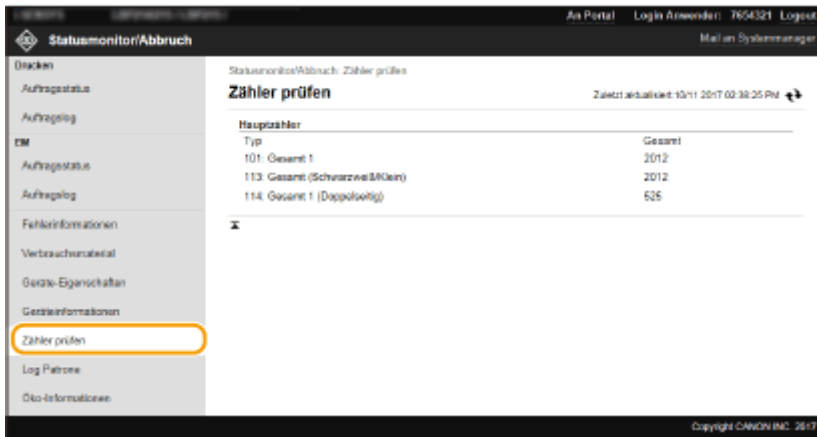 An Portal Login Anwender: 7654321 Logout
Statusmonitor/Abbruch
Mail an Systemmanager
Drucken
Auftragsstatus
Auftragslog
EM
Auftragsstatus
Auftragslog
Fehlerinformationen
Verbrauchsmaterial
Geräte-Eigenschaften
Geräteinformationen
Zähler prüfen
Log Patrone
Öko-Informationen
Statusmonitor/Abbruch: Zähler prüfen
Zähler prüfen
Zuletzt aktualisiert:10/11 2017 02:38:25 PM
Hauptzähler
Typ Gesamt
101: Gesamt 1 2012
113: Gesamt (Schwarzweiß/Klein) 2012
114: Gesamt 1 (Doppelseitig) 525
Copyright CANON INC. 2017